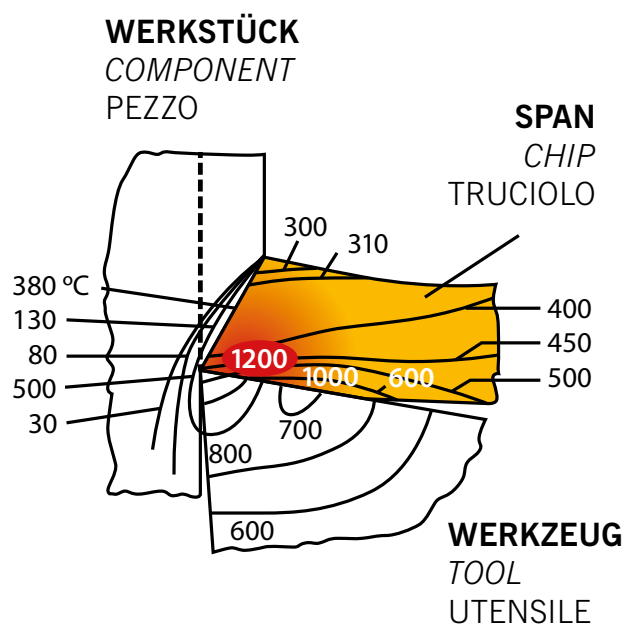 WERKSTÜCK
COMPONENT
PEZZO
SPAN
CHIP
TRUCIOLO
300
310
380 ºC
130
80
500
30
400
450
500
1200
1000
600
800
700
600
WERKZEUG
TOOL
UTENSILE